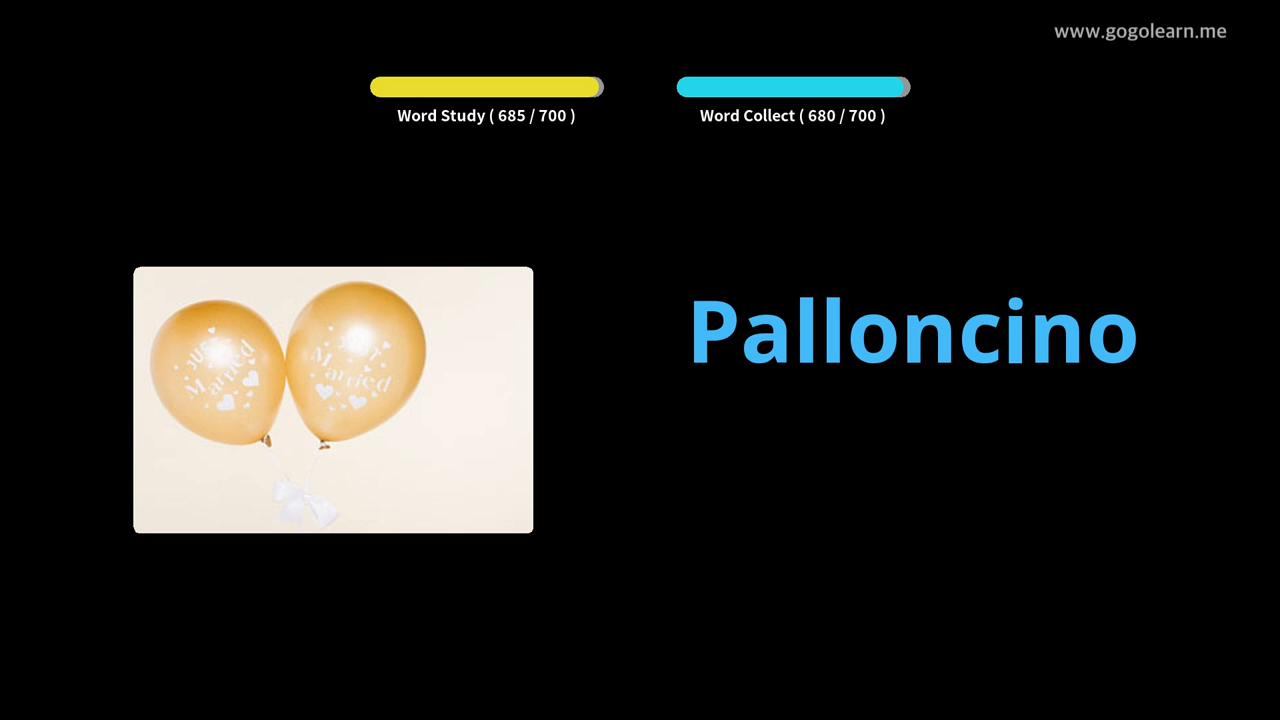 www.gogolearn.me
Word Study ( 685 / 700 )
Word Collect ( 680 / 700 )
Palloncino
JUST
Married
JUST
Married